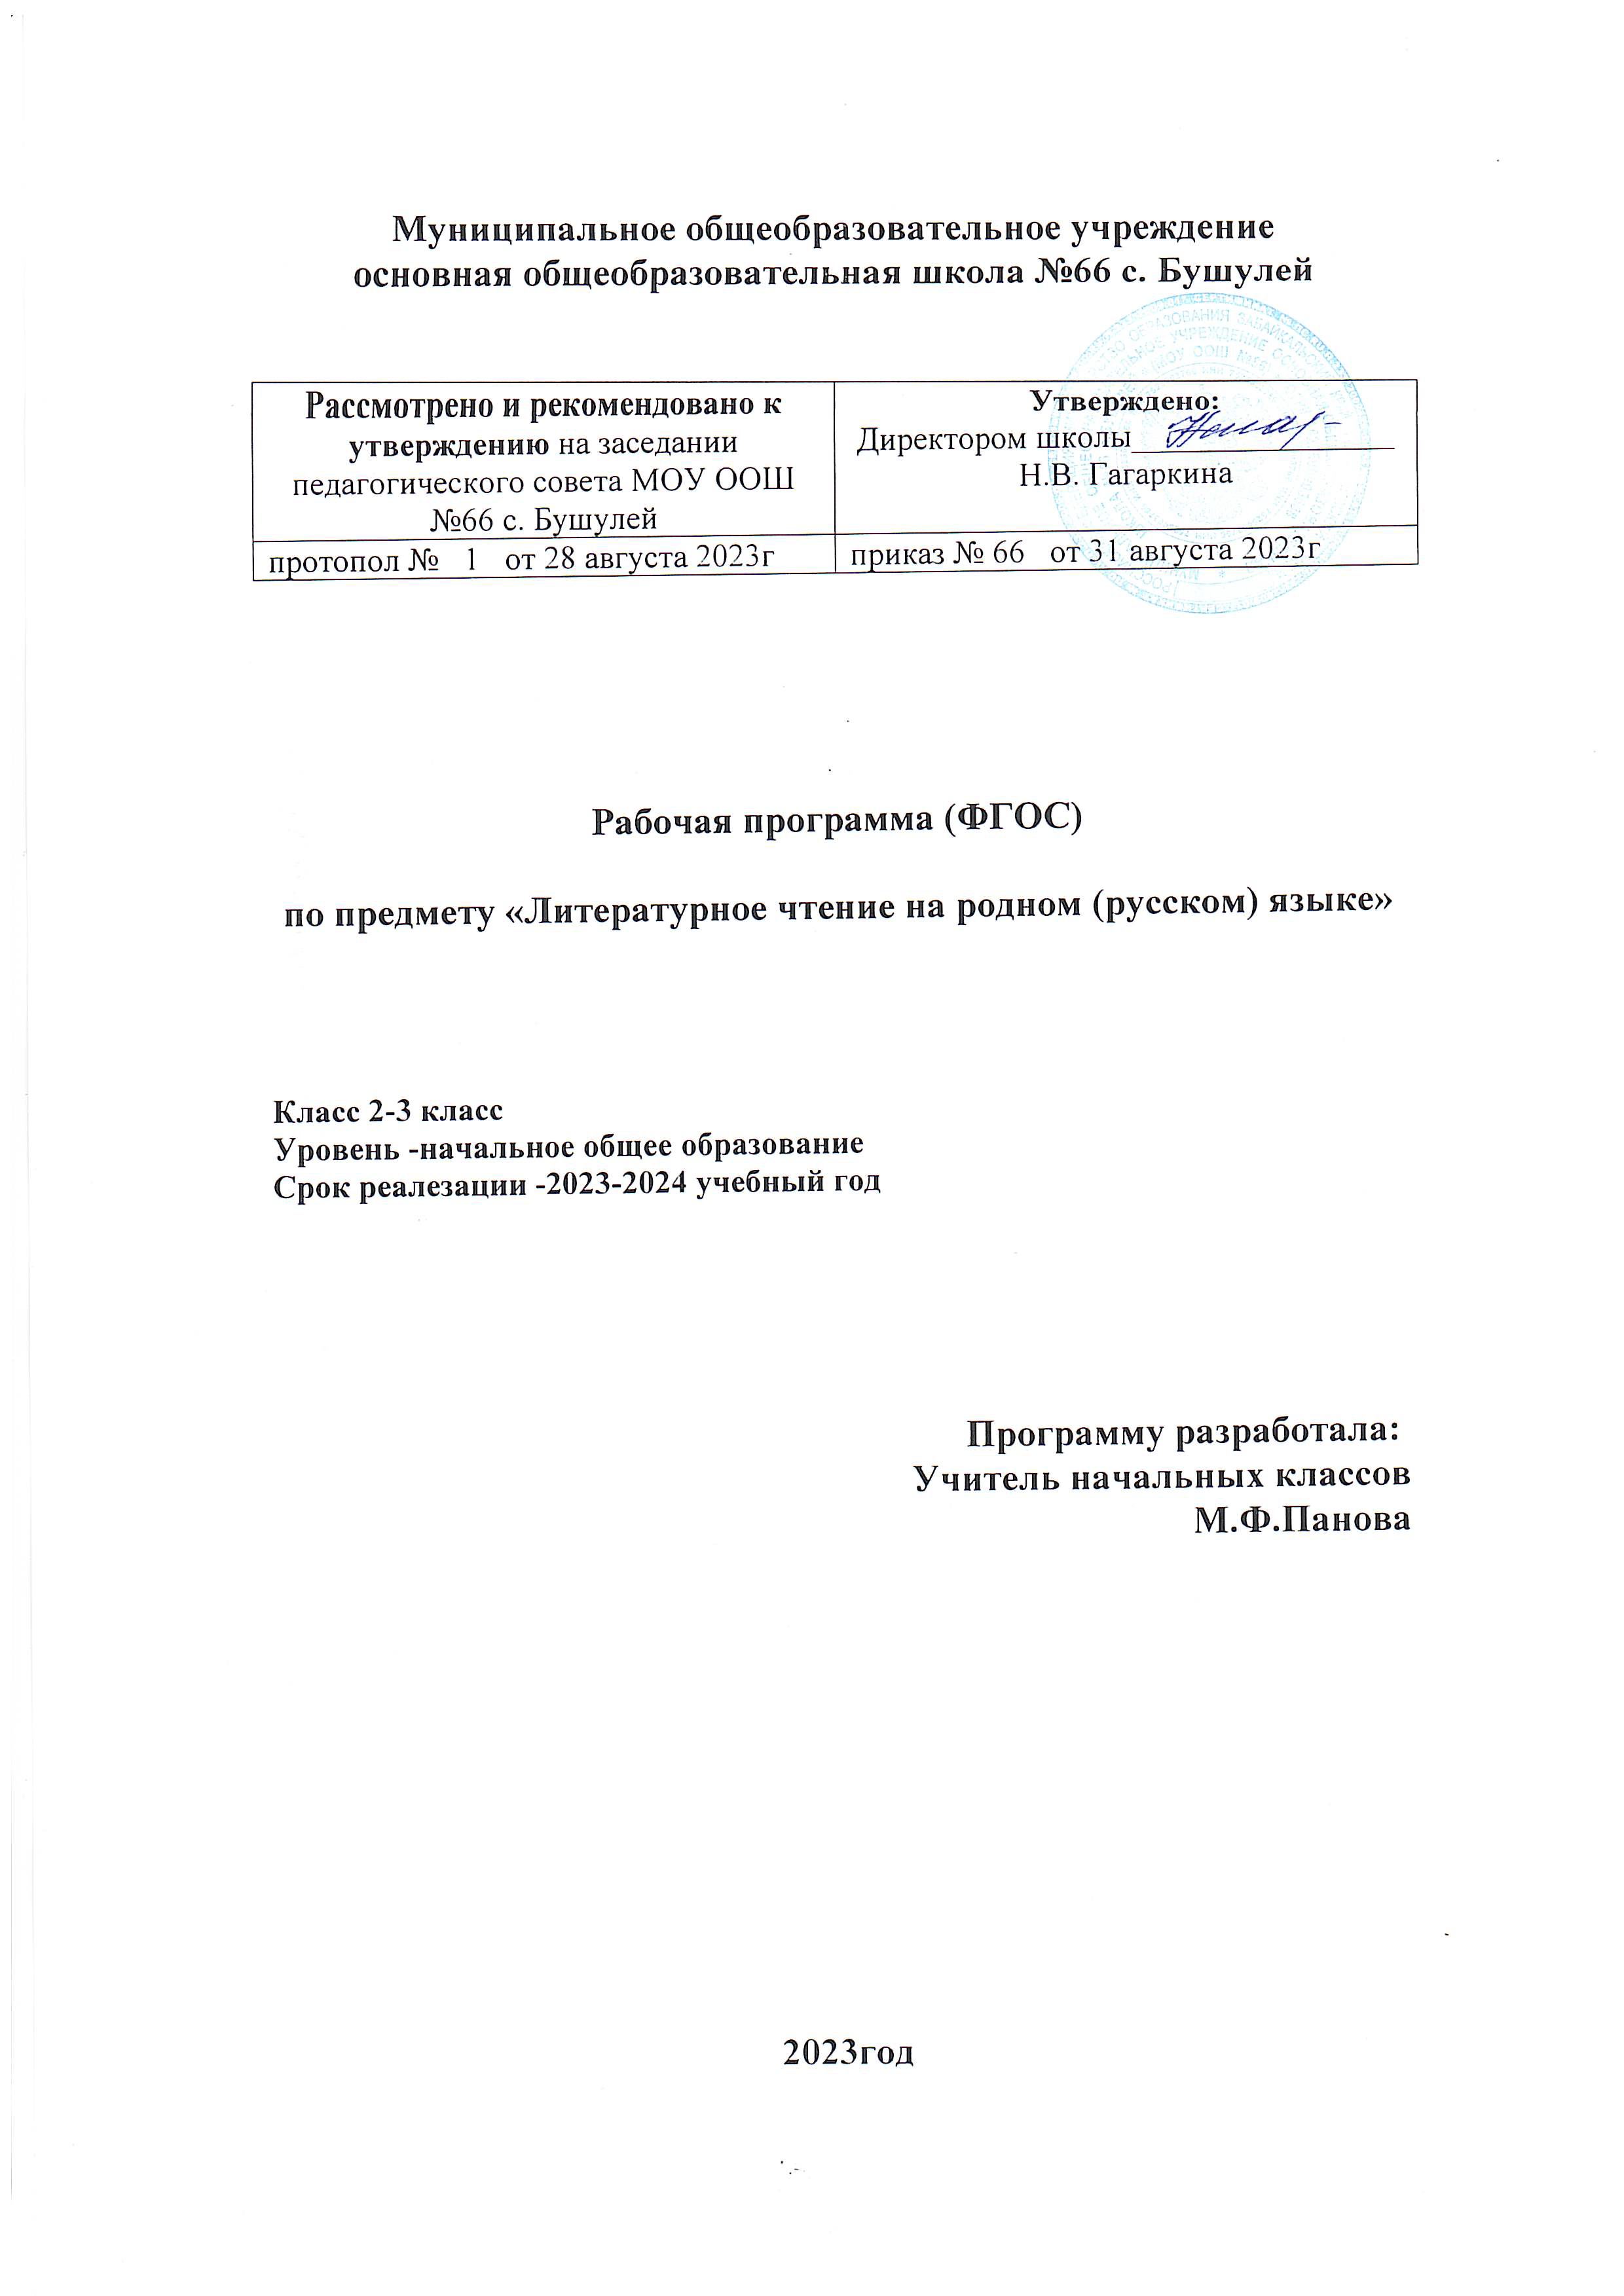 Муниципальное общеобразовательное учреждение
основная общеобразовательная школа №66 с. Бушулей
Рассмотрено и рекомендовано к
утверждению на заседании
педагогического совета МОУ ООШ
№66 с. Бушулей
Утверждено:
Директором школы
Н.В. Гагаркина
протопол № 1 от 28 августа 2023г
приказ № 66 от 31 августа 2023г
Рабочая программа (ФГОС)
по предмету «Литературное чтение на родном (русском) языке»
Класс 2-3 класс
Уровень -начальное общее образование
Срок реалезации -2023-2024 учебный год
Программу разработала:
Учитель начальных классов
М.Ф.Панова
2023год